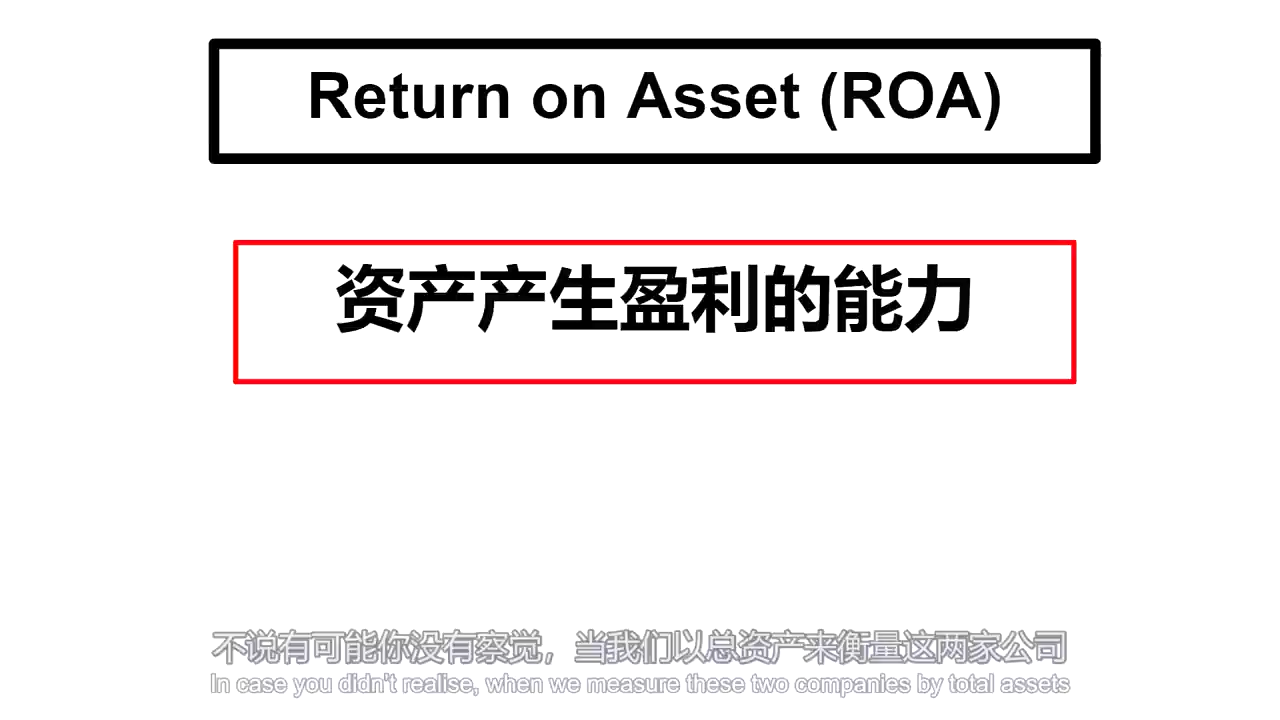 Return on Asset (ROA)
资产产生盈利的能力
不说有可能你没有察觉，当我们以总资产来衡量这两家公司
In case you didn't realise, when we measure these two companies by total assets